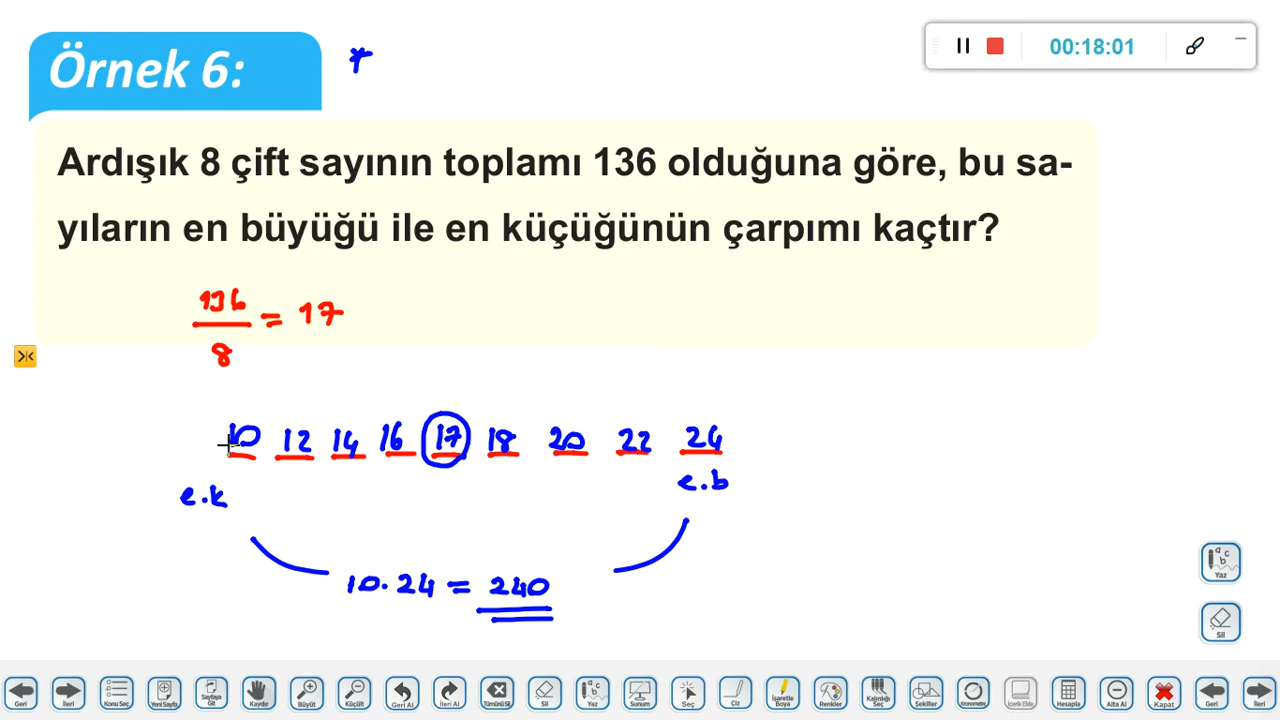 Örnek 6:
00:18:01
Ardışık 8 çift sayının toplamı 136 olduğuna göre, bu sa-
yıların en büyüğü ile en küçüğünün çarpımı kaçtır?
136
8
= 17
10 12 14 16 17 18 20 22 24
e.k e.b
10.24 = 240
Yaz
Sil
Geri İleri Konu Seç Yeni Sayfa Sayfaya Git Kaydır Büyüt Küçült Geri Al İleri Al Tümünü Sil Sil Yaz Sunum Seç Çiz İşaretle Boya Renkler Kalınlığı Seç Şekiller Kronometre İçerik Ekle Hesapla Alta Al Kapat Geri İleri